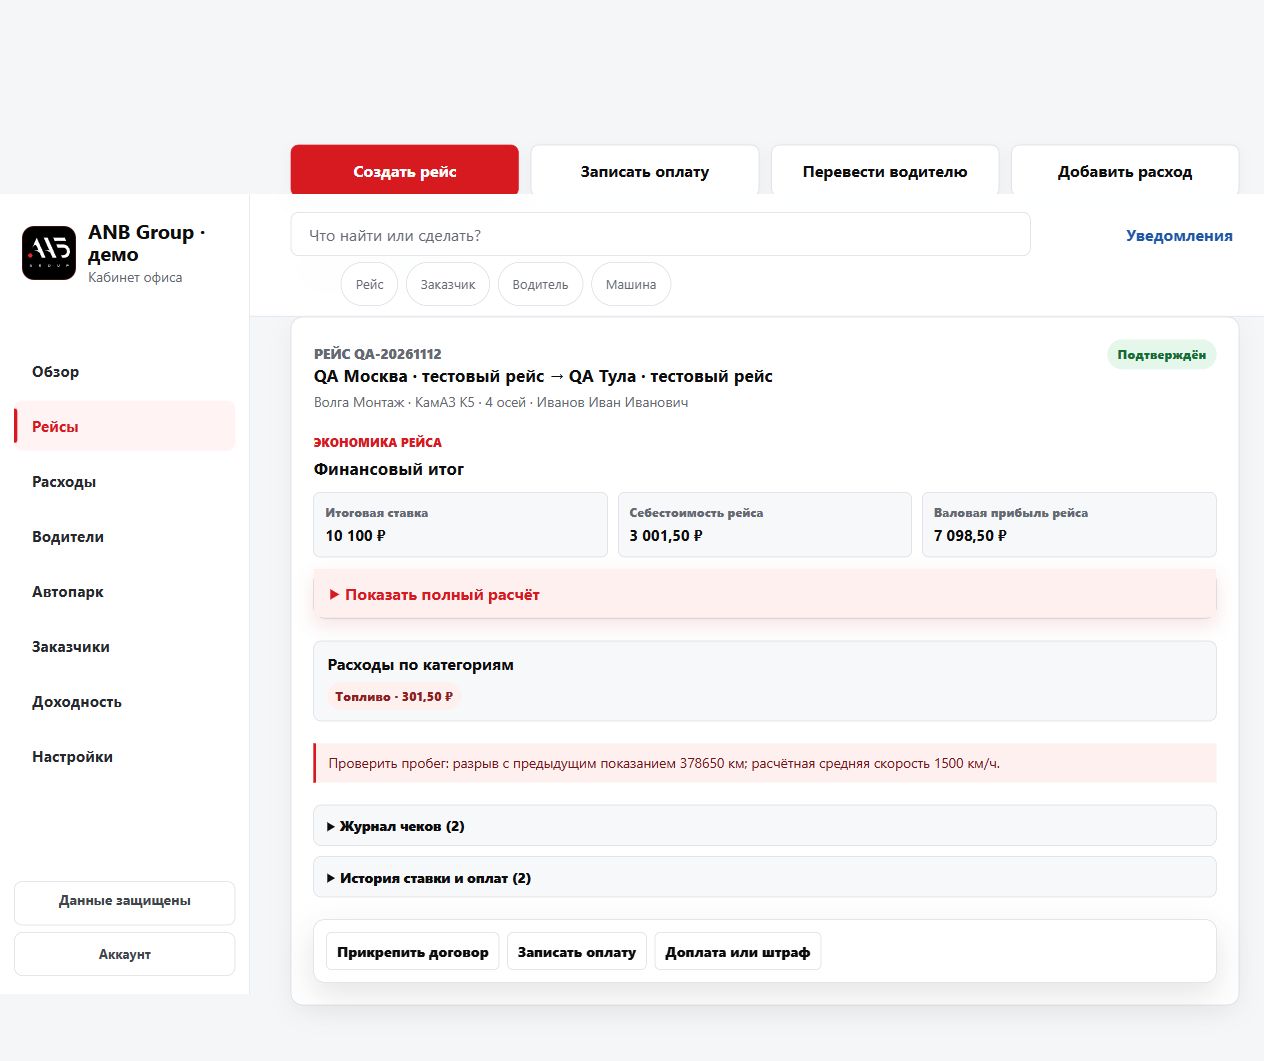 Создать рейс
Записать оплату
Перевести водителю
Добавить расход
ANB Group ·
демо
Кабинет офиса
АНБ
GROUP
Что найти или сделать?
Уведомления
Рейс
Заказчик
Водитель
Машина
Обзор
Рейсы
Расходы
Водители
Автопарк
Заказчики
Доходность
Настройки
Данные защищены
Аккаунт
РЕЙС QA-20261112
Подтверждён
QA Москва · тестовый рейс → QA Тула · тестовый рейс
Волга Монтаж · КамАЗ К5 · 4 осей · Иванов Иван Иванович
ЭКОНОМИКА РЕЙСА
Финансовый итог
Итоговая ставка
10 100 ₽
Себестоимость рейса
3 001,50 ₽
Валовая прибыль рейса
7 098,50 ₽
▶ Показать полный расчёт
Расходы по категориям
Топливо · 301,50 ₽
Проверить пробег: разрыв с предыдущим показанием 378650 км; расчётная средняя скорость 1500 км/ч.
▶ Журнал чеков (2)
▶ История ставки и оплат (2)
Прикрепить договор
Записать оплату
Доплата или штраф